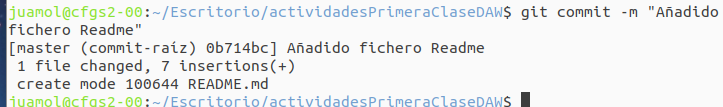 juamol@cfgs2-00:~/Escritorio/actividadesPrimeraClaseDAW$ git commit -m "Añadido
fichero Readme"
[master (commit-raíz) 0b714bc] Añadido fichero Readme
 1 file changed, 7 insertions(+)
 create mode 100644 README.md
juamol@cfgs2-00:~/Escritorio/actividadesPrimeraClaseDAW$